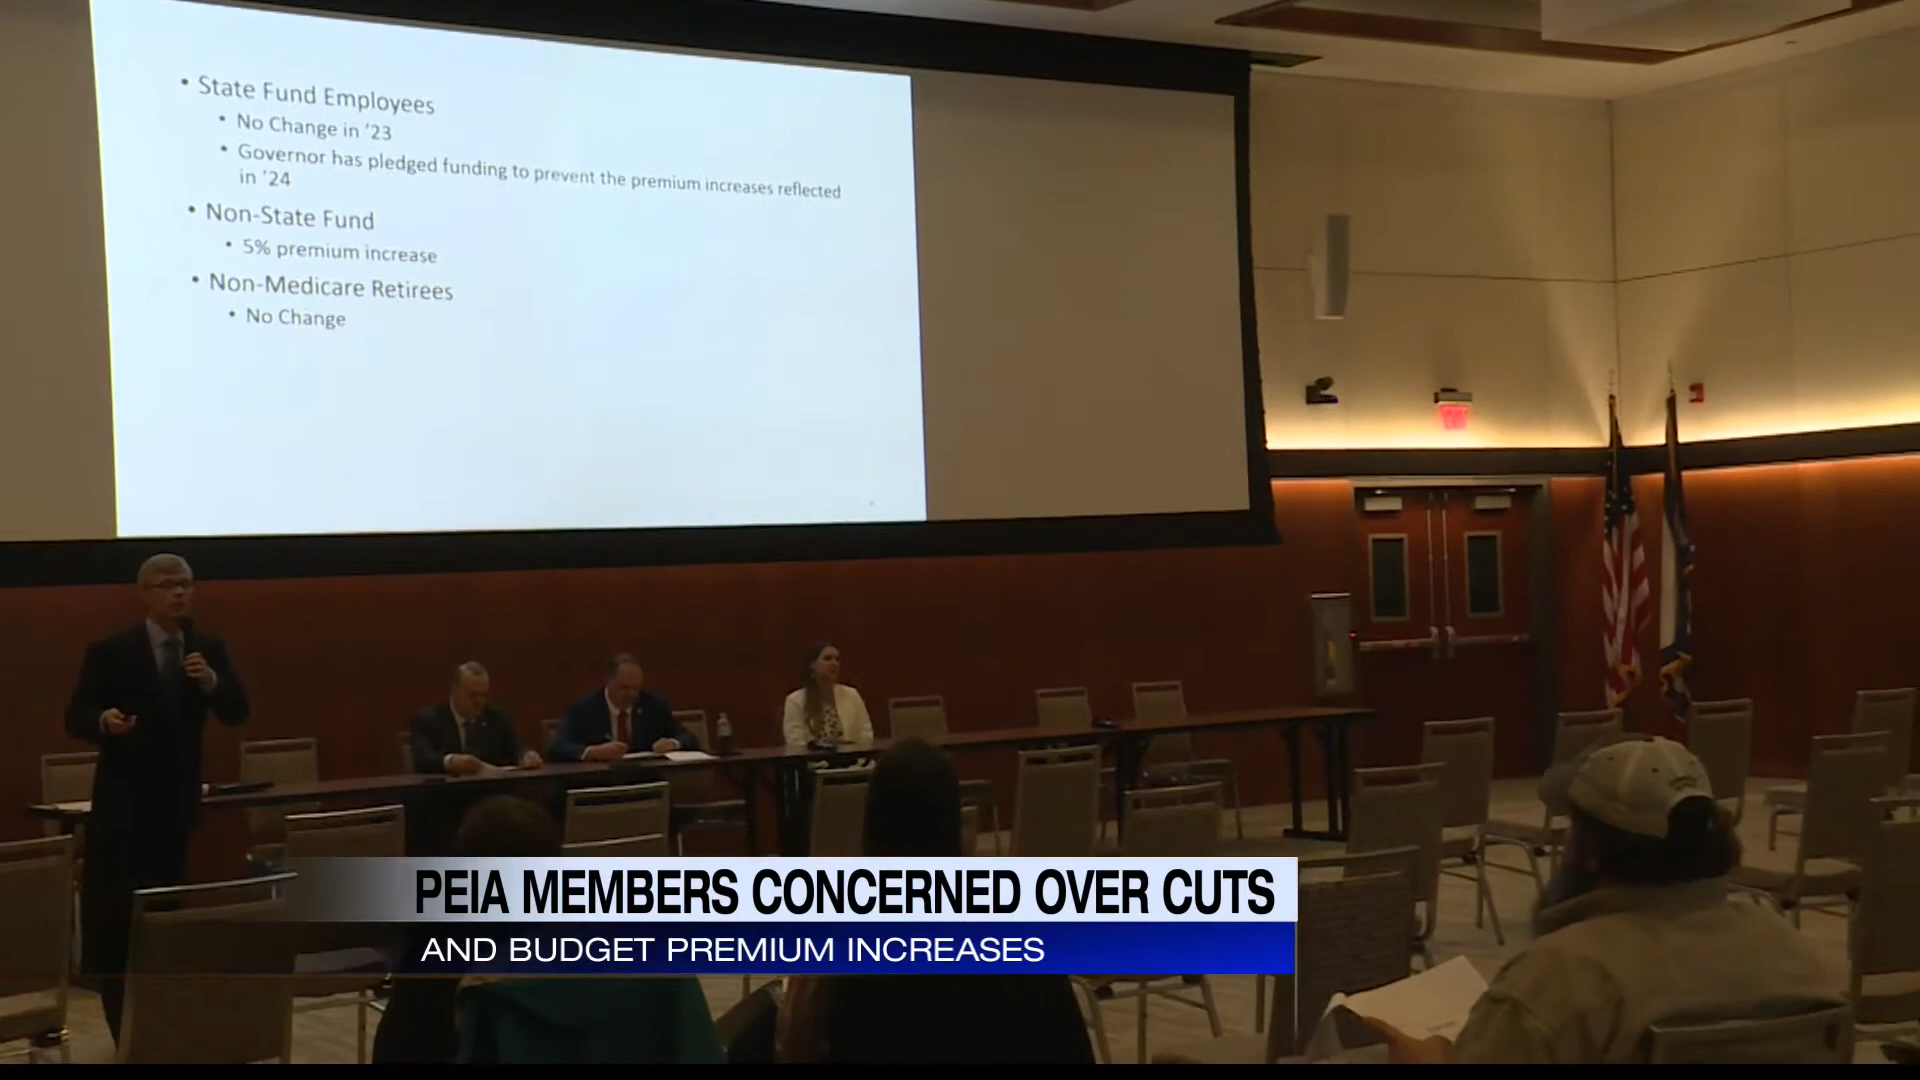 • State Fund Employees
• No Change in ‘23
• Governor has pledged funding to prevent the premium increases reflected
in ‘24
• Non-State Fund
• 5% premium increase
• Non-Medicare Retirees
• No Change
EXIT
PEIA MEMBERS CONCERNED OVER CUTS
AND BUDGET PREMIUM INCREASES